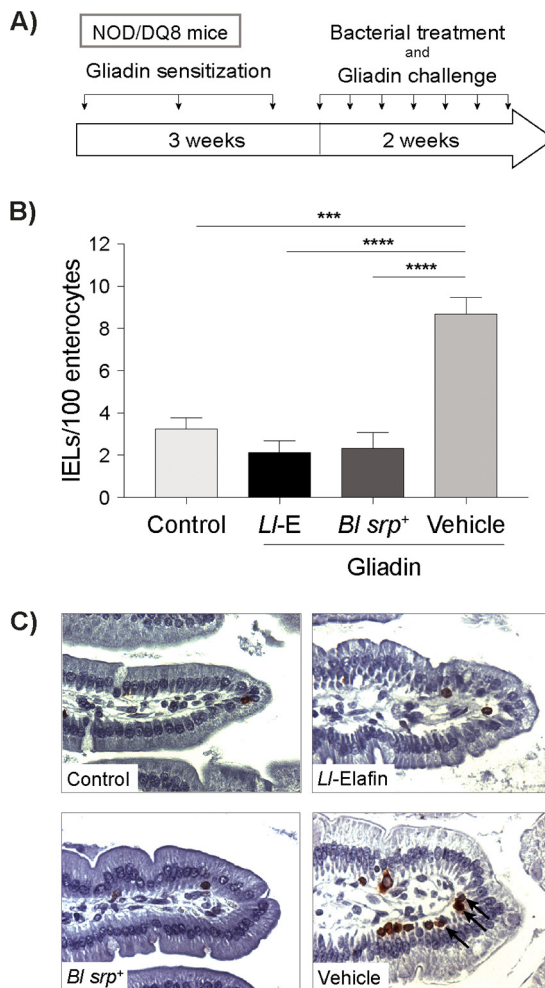 A)
NOD/DQ8 mice
Gliadin sensitization
Bacterial treatment
and
Gliadin challenge
3 weeks
2 weeks
B)
***
****
****
IELs/100 enterocytes
12
10
8
6
4
2
0
Control
Ll-E
Bl srp⁺
Vehicle
Gliadin
C)
Control
Ll-Elafin
Bl srp⁺
Vehicle